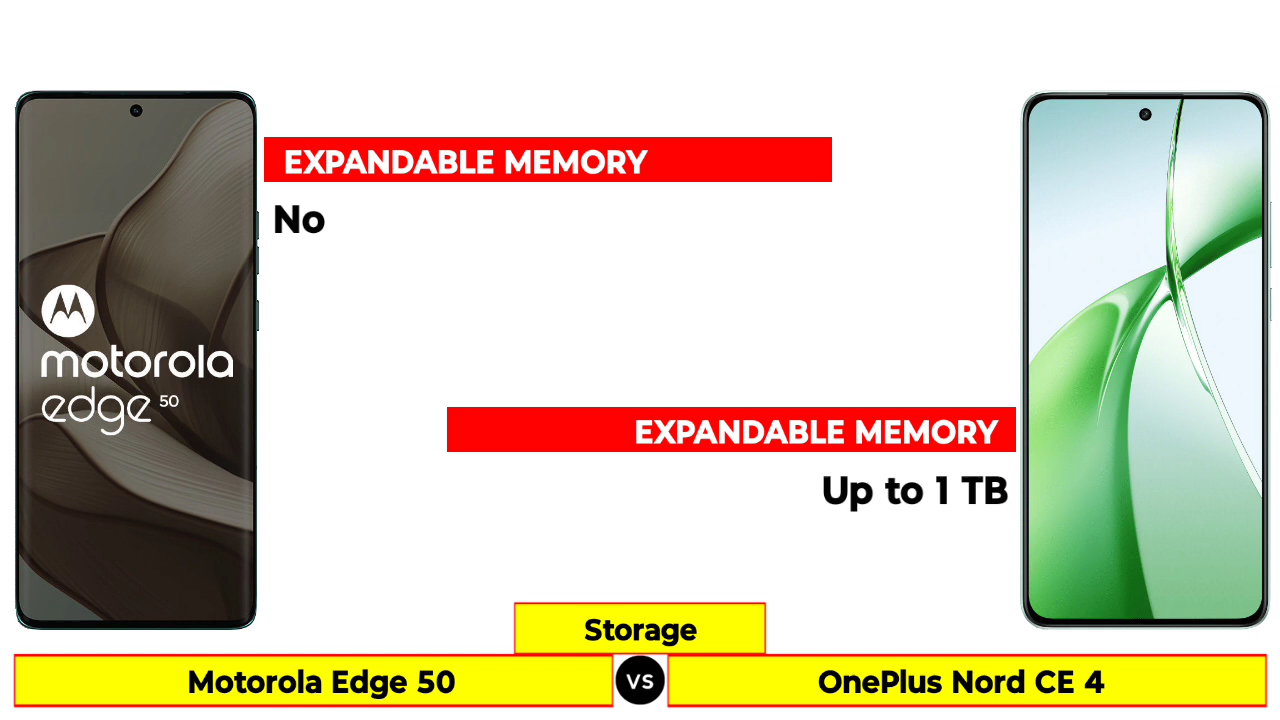 EXPANDABLE MEMORY
No
motorola
edge 50
EXPANDABLE MEMORY
Up to 1 TB
Storage
Motorola Edge 50
VS
OnePlus Nord CE 4